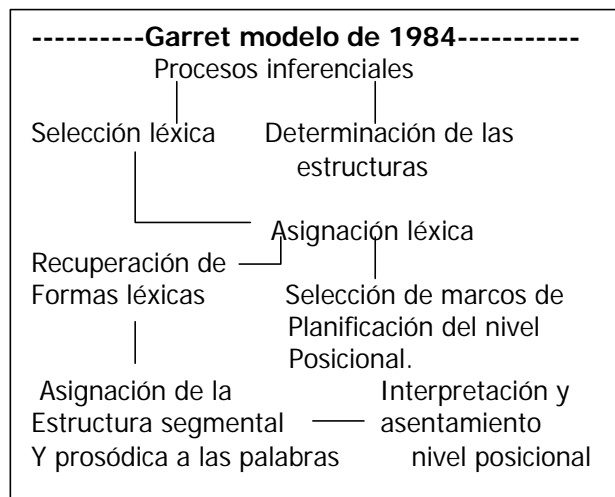 ----------Garret modelo de 1984-----------
Procesos inferenciales
Selección léxica
Determinación de las
estructuras
Asignación léxica
Recuperación de
Formas léxicas
Selección de marcos de
Planificación del nivel
Posicional.
Asignación de la
Estructura segmental
Y prosódica a las palabras
Interpretación y
asentamiento
nivel posicional